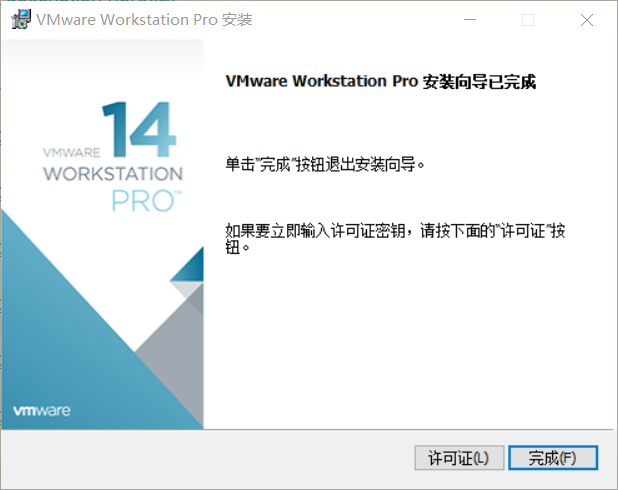 VMware Workstation Pro 安装
VMware Workstation Pro 安装向导已完成
14
VMWARE
WORKSTATION
PRO™
单击"完成"按钮退出安装向导。
如果要立即输入许可证密钥，请按下面的"许可证"按
钮。
vmware
许可证(L)
完成(F)